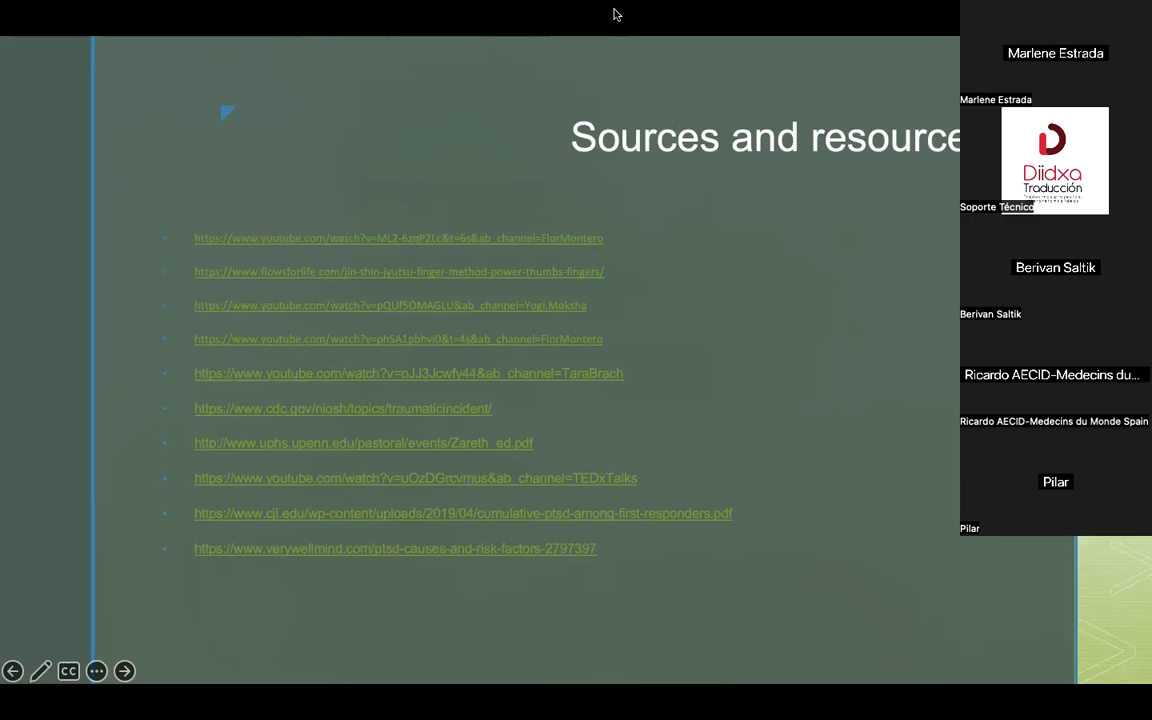 Sources and resource
https://www.youtube.com/watch?v=ML2-6zqP2Lc&t=6s&ab_channel=FlorMontero
https://www.flowsforlife.com/jin-shin-jyutsu-finger-method-power-thumbs-fingers/
https://www.youtube.com/watch?v=pQUf5OMAGLU&ab_channel=Yogi.Moksha
https://www.youtube.com/watch?v=phSA1pbhvi0&t=4s&ab_channel=FlorMontero
https://www.youtube.com/watch?v=oJJ3Jcwfy44&ab_channel=TaraBrach
https://www.cdc.gov/niosh/topics/traumaticincident/
http://www.uphs.upenn.edu/pastoral/events/Zareth_ed.pdf
https://www.youtube.com/watch?v=uOzDGrcvmus&ab_channel=TEDxTalks
https://www.cji.edu/wp-content/uploads/2019/04/cumulative-ptsd-among-first-responders.pdf
https://www.verywellmind.com/ptsd-causes-and-risk-factors-2797397
CC
Marlene Estrada
Marlene Estrada
Diidxa
Traducción
Soporte Técnico
Berivan Saltik
Berivan Saltik
Ricardo AECID-Medecins du...
Ricardo AECID-Medecins du Monde Spain
Pilar
Pilar